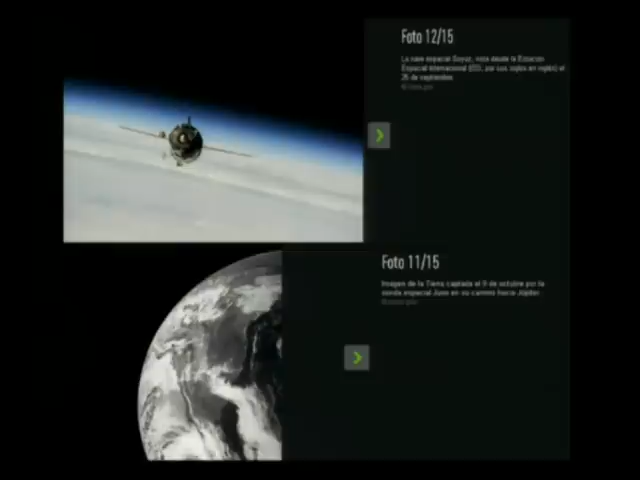 Foto 12/15
La nave espacial Soyuz, vista desde la Estación
Espacial Internacional (EEI, por sus siglas en inglés) el
25 de septiembre.
Foto 11/15
Imagen de la Tierra captada el 9 de octubre por la
sonda espacial Juno en su camino hacia Júpiter.